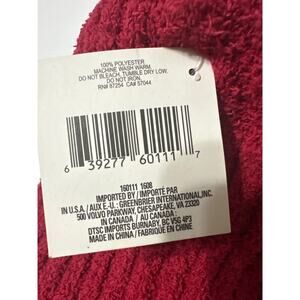 100% POLYESTER
MACHINE WASH WARM.
DO NOT BLEACH, TUMBLE DRY LOW.
DO NOT IRON.
RN# 87254 CA# 57044
6 39277 60111 7
160111 1608
IMPORTED BY / IMPORTÉ PAR
IN U.S.A. / AUX É.-U.: GREENBRIER INTERNATIONAL, INC.
500 VOLVO PARKWAY, CHESAPEAKE, VA 23320
IN CANADA / AU CANADA :
DTSC IMPORTS BURNABY, BC V5G 4P3
MADE IN CHINA / FABRIQUÉ EN CHINE